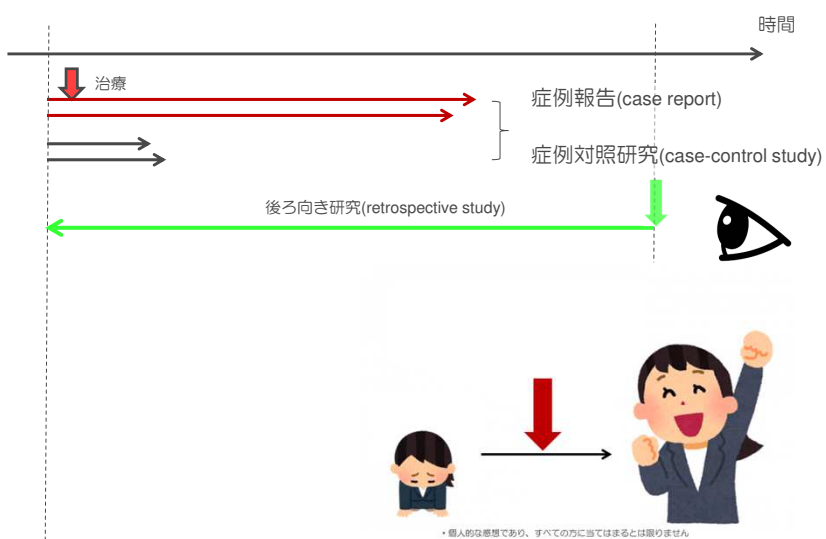 時間
治療
症例報告(case report)
症例対照研究(case-control study)
後ろ向き研究(retrospective study)
・個人的な感想であり、すべての方に当てはまるとは限りません